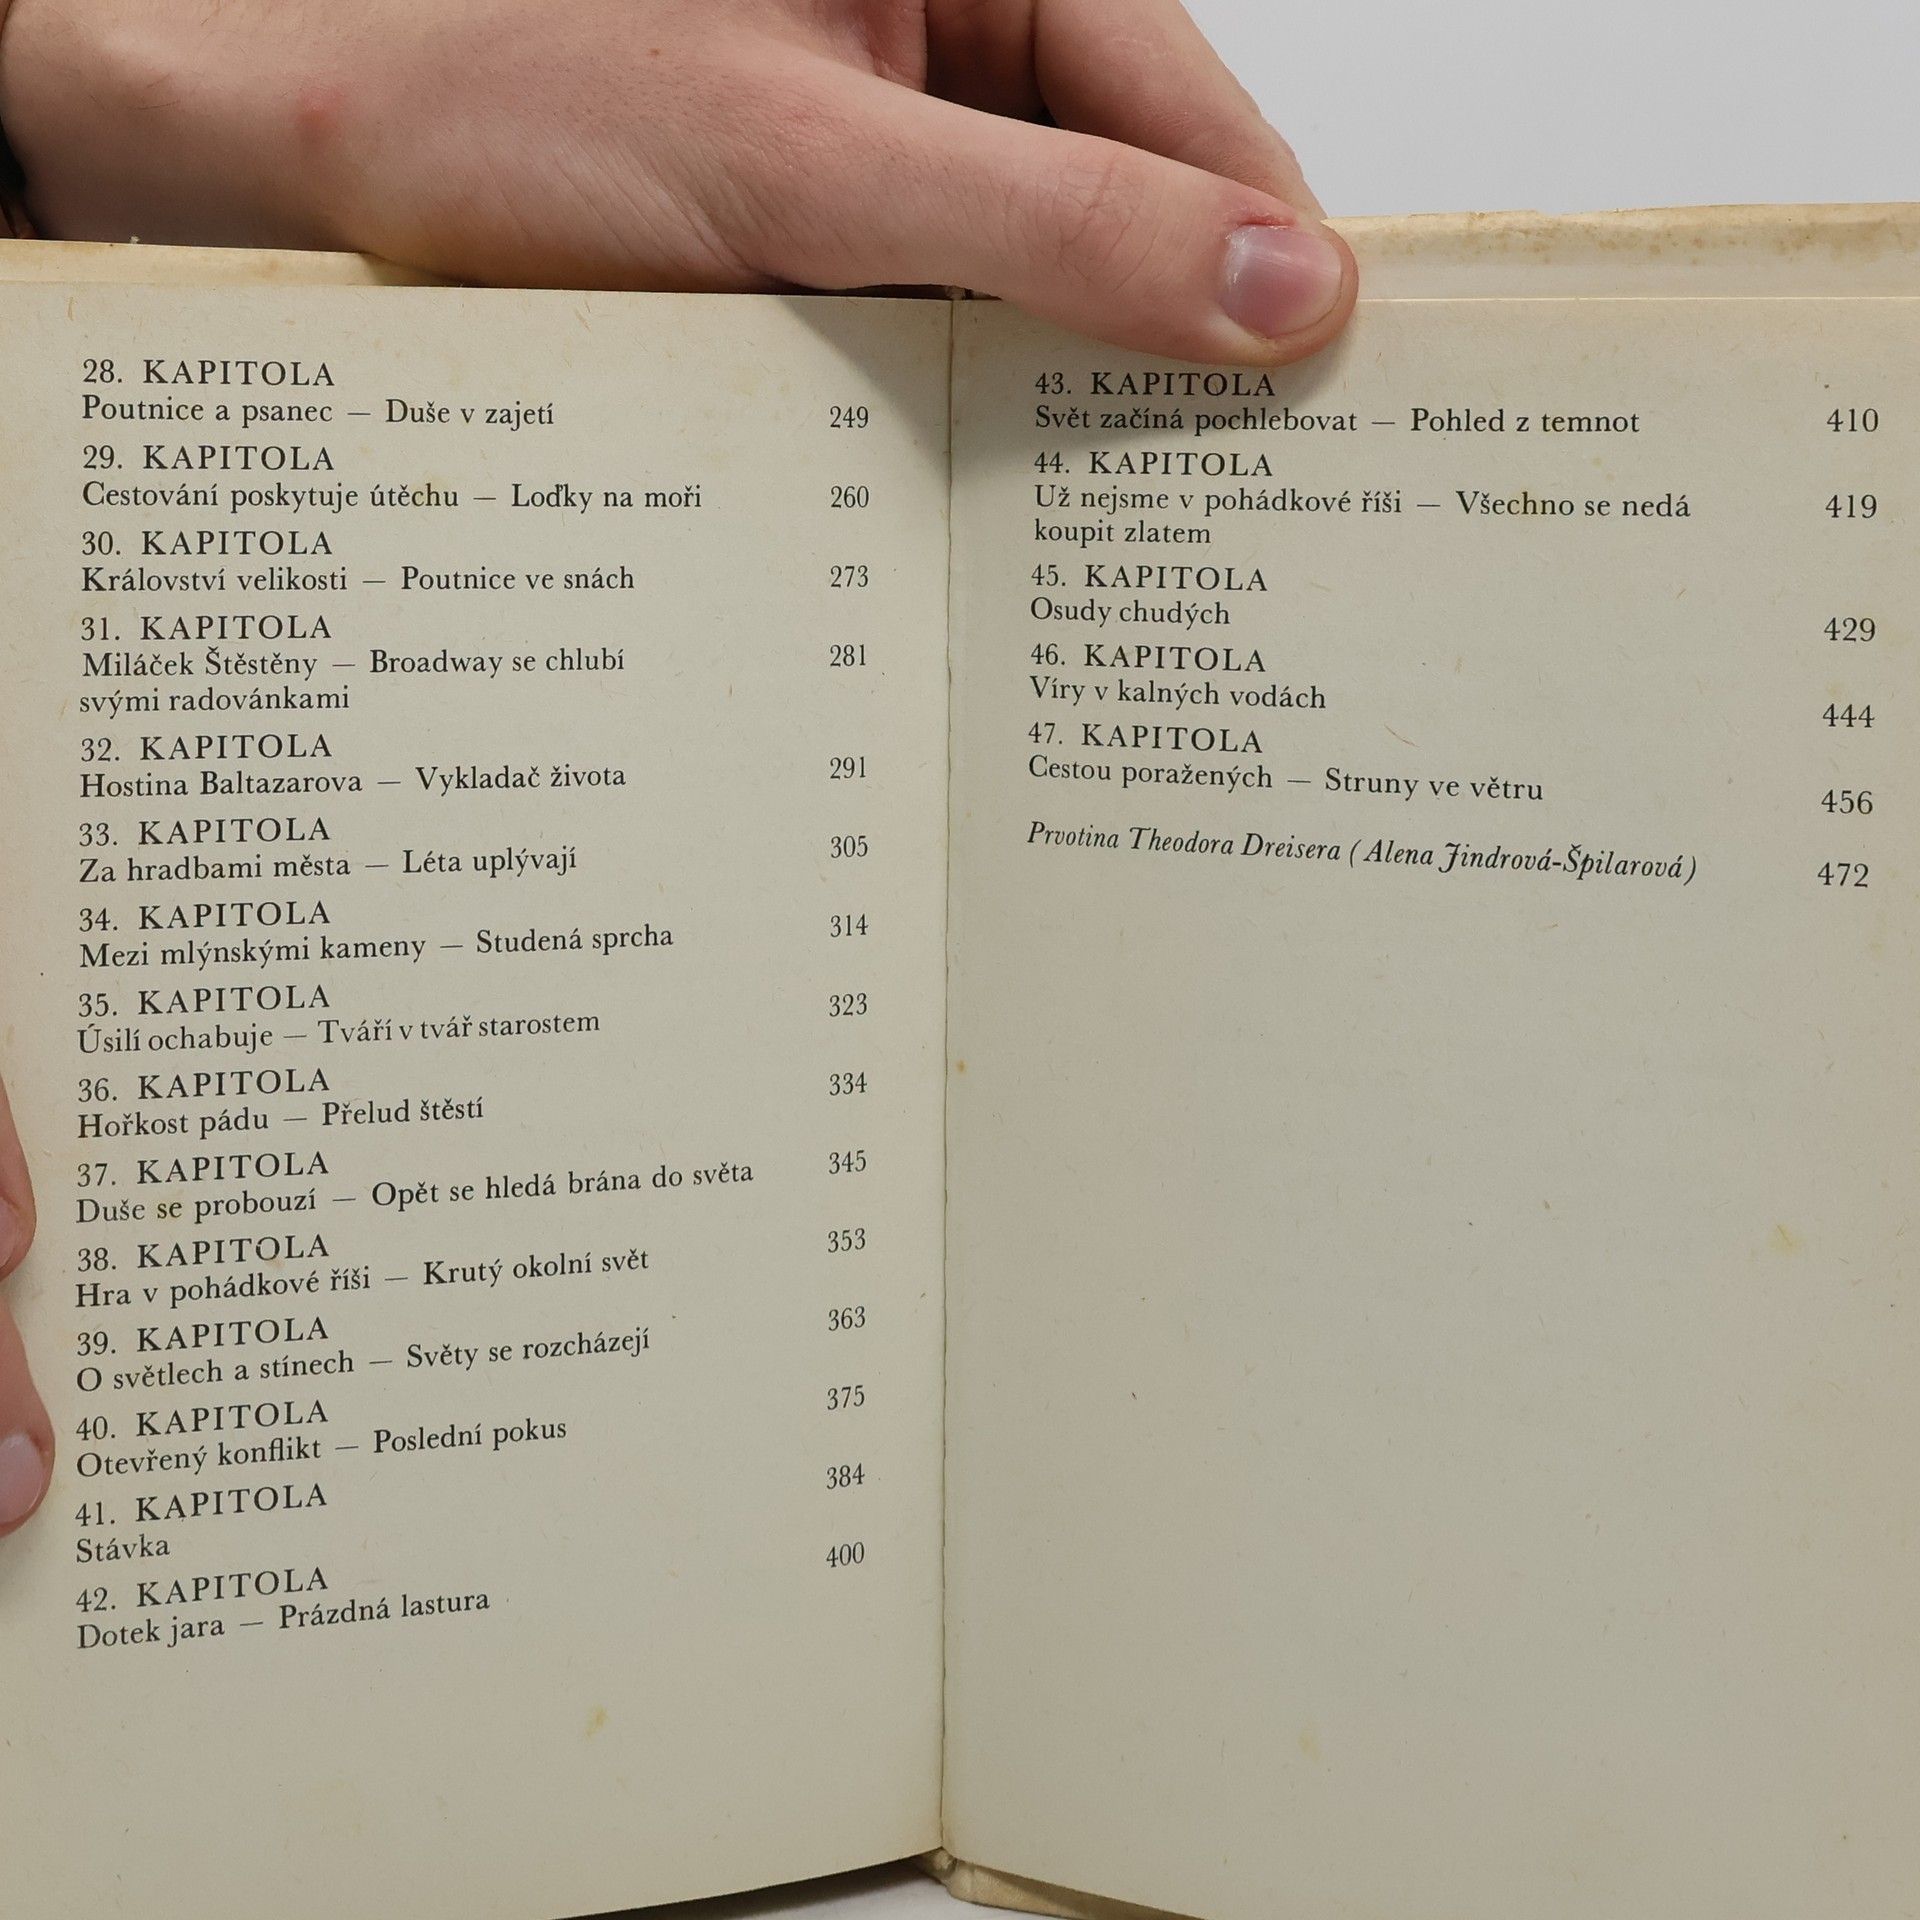 28. KAPITOLA
Poutnice a psanec — Duše v zajetí 249
29. KAPITOLA
Cestování poskytuje útěchu — Loďky na moři 260
30. KAPITOLA
Království velikosti — Poutnice ve snách 273
31. KAPITOLA
Miláček Štěstěny — Broadway se chlubí 281
svými radovánkami
32. KAPITOLA
Hostina Baltazarova — Vykladač života 291
33. KAPITOLA
Za hradbami města — Léta uplývají 305
34. KAPITOLA
Mezi mlýnskými kameny — Studená sprcha 314
35. KAPITOLA
Úsilí ochabuje — Tváří v tvář starostem 323
36. KAPITOLA
Hořkost pádu — Přelud štěstí 334
37. KAPITOLA
Duše se probouzí — Opět se hledá brána do světa 345
38. KAPITOLA
Hra v pohádkové říši — Krutý okolní svět 353
39. KAPITOLA
O světlech a stínech — Světy se rozcházejí 363
40. KAPITOLA
Otevřený konflikt — Poslední pokus 375
41. KAPITOLA
Stávka 384
42. KAPITOLA
Dotek jara — Prázdná lastura 400
43. KAPITOLA
Svět začíná pochlebovat — Pohled z temnot 410
44. KAPITOLA
Už nejsme v pohádkové říši — Všechno se nedá 419
koupit zlatem
45. KAPITOLA
Osudy chudých 429
46. KAPITOLA
Víry v kalných vodách 444
47. KAPITOLA
Cestou poražených — Struny ve větru 456
Prvotina Theodora Dreisera (Alena Jindrová-Špilarová) 472